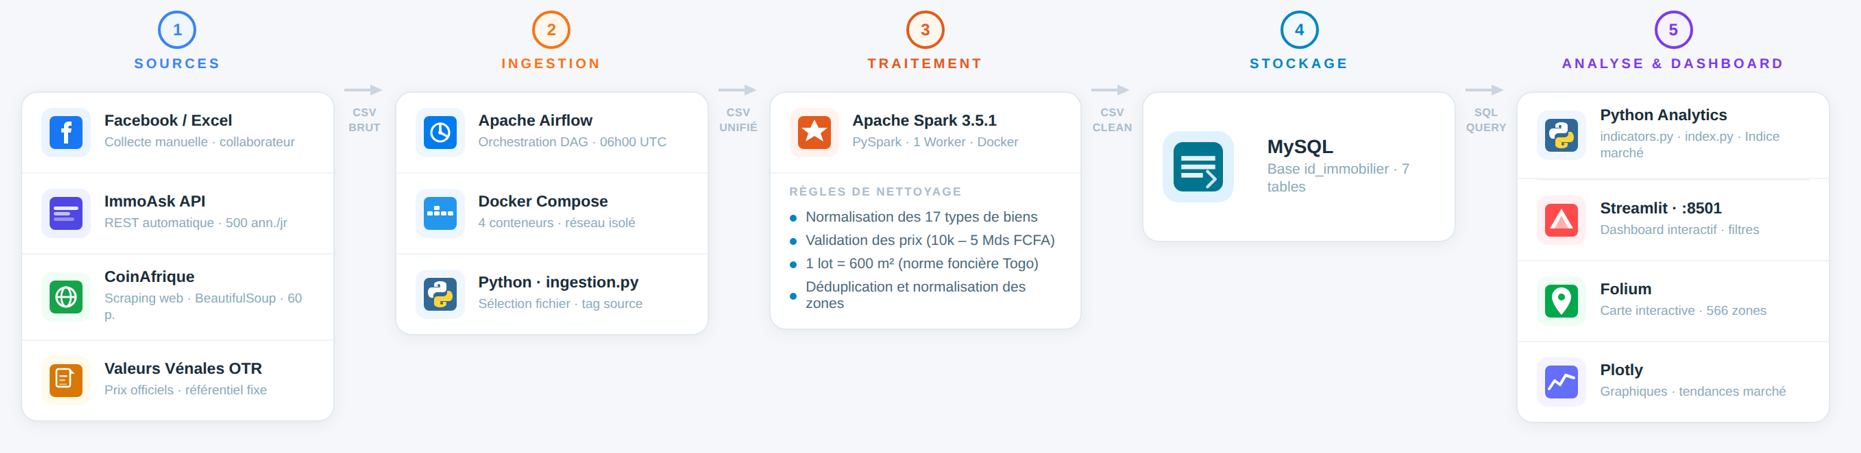 1
SOURCES
Facebook / Excel
Collecte manuelle · collaborateur
ImmoAsk API
REST automatique · 500 ann./jr
CoinAfrique
Scraping web · BeautifulSoup · 60
p.
Valeurs Vénales OTR
Prix officiels · référentiel fixe
CSV
BRUT
2
INGESTION
Apache Airflow
Orchestration DAG · 06h00 UTC
Docker Compose
4 conteneurs · réseau isolé
Python · ingestion.py
Sélection fichier · tag source
CSV
UNIFIÉ
3
TRAITEMENT
Apache Spark 3.5.1
PySpark · 1 Worker · Docker
RÈGLES DE NETTOYAGE
Normalisation des 17 types de biens
Validation des prix (10k – 5 Mds FCFA)
1 lot = 600 m² (norme foncière Togo)
Déduplication et normalisation des
zones
CSV
CLEAN
4
STOCKAGE
MySQL
Base id_immobilier · 7
tables
SQL
QUERY
5
ANALYSE & DASHBOARD
Python Analytics
indicators.py · index.py · Indice
marché
Streamlit · :8501
Dashboard interactif · filtres
Folium
Carte interactive · 566 zones
Plotly
Graphiques · tendances marché